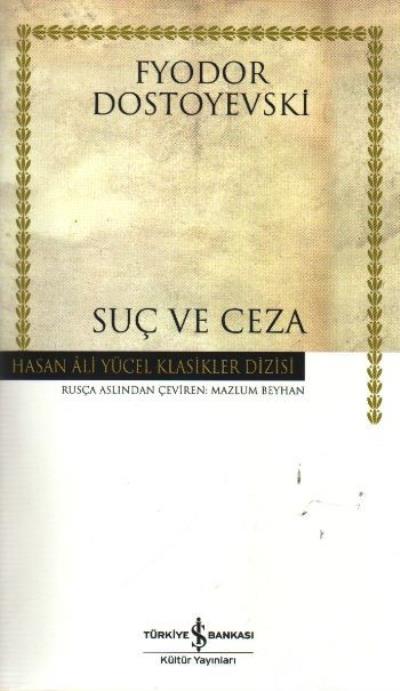 FYODOR
DOSTOYEVSKİ
SUÇ VE CEZA
HASAN ÂLİ YÜCEL KLASİKLER DİZİSİ
RUSÇA ASLINDAN ÇEVİREN: MAZLUM BEYHAN
TÜRKİYE İŞ BANKASI
Kültür Yayınları